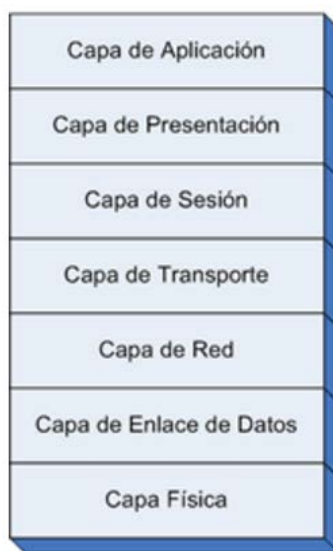 Capa de Aplicación
Capa de Presentación
Capa de Sesión
Capa de Transporte
Capa de Red
Capa de Enlace de Datos
Capa Física